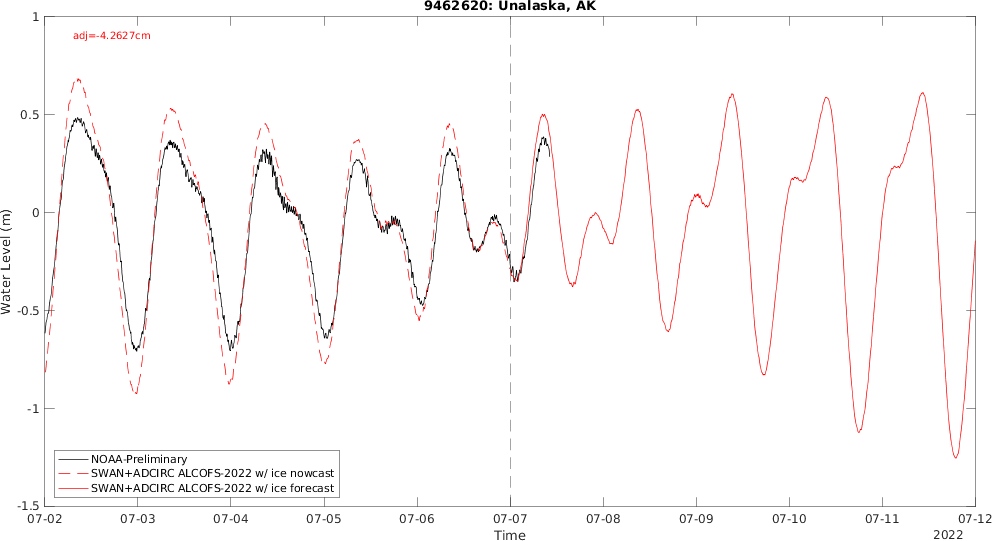 9462620: Unalaska, AK
adj=-4.2627cm
1
0.5
0
-0.5
-1
-1.5
Water Level (m)
NOAA-Preliminary
SWAN+ADCIRC ALCOFS-2022 w/ ice nowcast
SWAN+ADCIRC ALCOFS-2022 w/ ice forecast
07-02 07-03 07-04 07-05 07-06 07-07 07-08 07-09 07-10 07-11 07-12
Time
2022